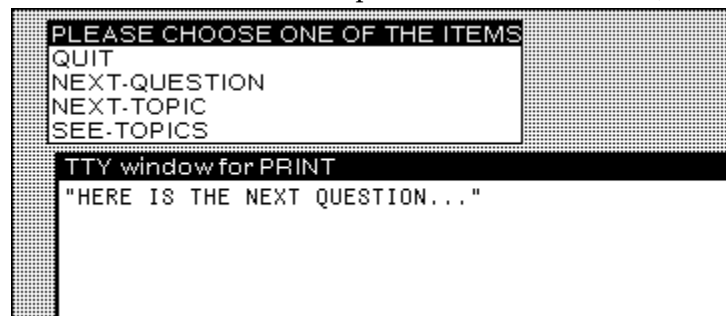 PLEASE CHOOSE ONE OF THE ITEMS
QUIT
NEXT-QUESTION
NEXT-TOPIC
SEE-TOPICS
TTY window for PRINT
"HERE IS THE NEXT QUESTION..."